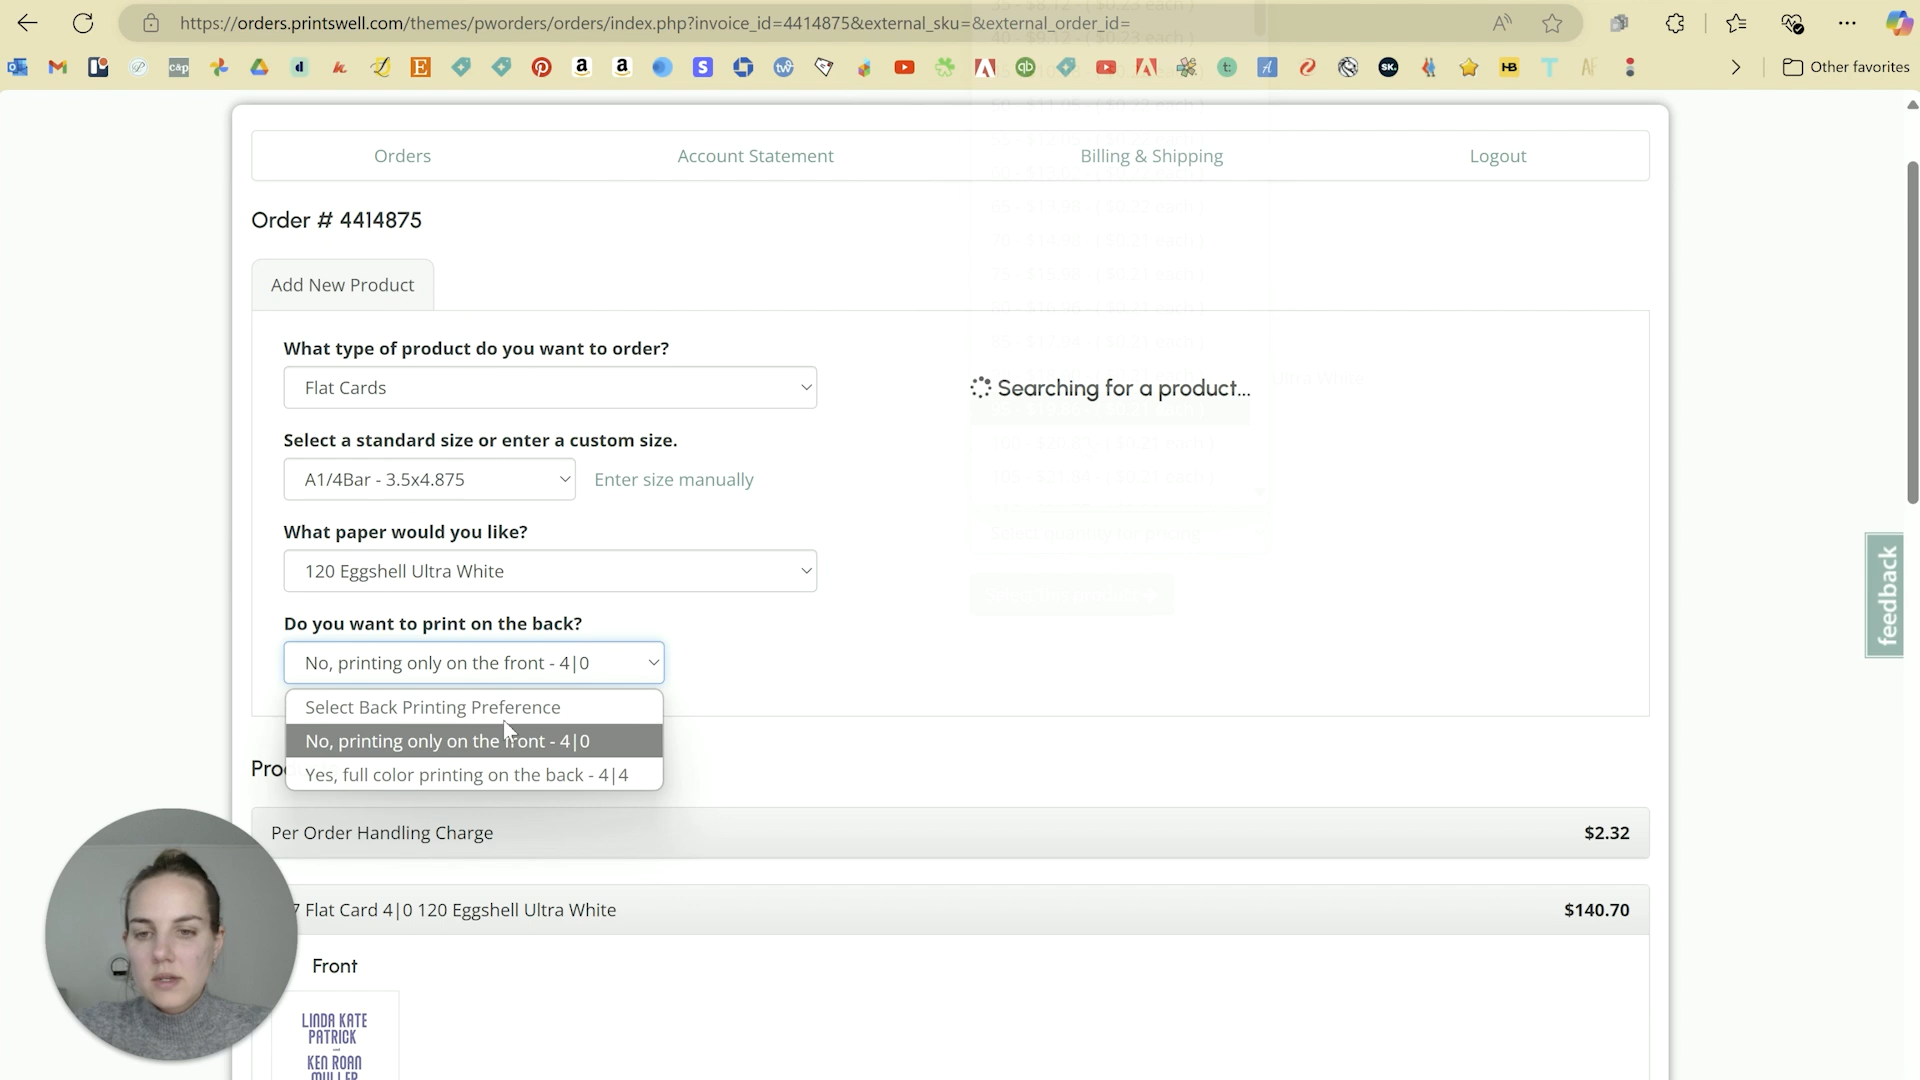 https://orders.printswell.com/themes/pworders/orders/index.php?invoice_id=4414875&external_sku=&external_order_id=
Other favorites
Orders
Account Statement
Billing & Shipping
Logout
Order # 4414875
Add New Product
What type of product do you want to order?
Flat Cards
Searching for a product...
Select a standard size or enter a custom size.
A1/4Bar - 3.5x4.875
Enter size manually
What paper would you like?
120 Eggshell Ultra White
Do you want to print on the back?
No, printing only on the front - 4|0
Select Back Printing Preference
No, printing only on the front - 4|0
Yes, full color printing on the back - 4|4
feedback
Per Order Handling Charge
$2.32
7 Flat Card 4|0 120 Eggshell Ultra White
$140.70
Front
LINDA KATE
PATRICK
KEN ROAN
MULLER